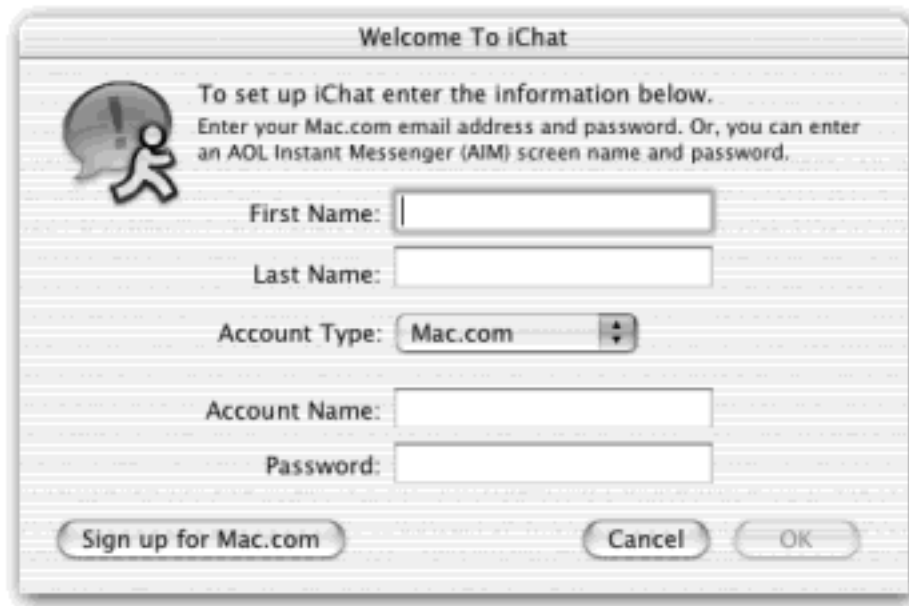 Welcome To iChat
To set up iChat enter the information below.
Enter your Mac.com email address and password. Or, you can enter
an AOL Instant Messenger (AIM) screen name and password.
First Name:
Last Name:
Account Type: Mac.com
Account Name:
Password:
Sign up for Mac.com Cancel OK